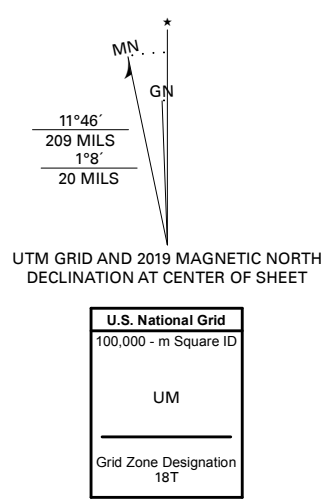 MN
GN
11°46´
209 MILS
1°8´
20 MILS
UTM GRID AND 2019 MAGNETIC NORTH
DECLINATION AT CENTER OF SHEET
U.S. National Grid
100,000 - m Square ID
UM
Grid Zone Designation
18T